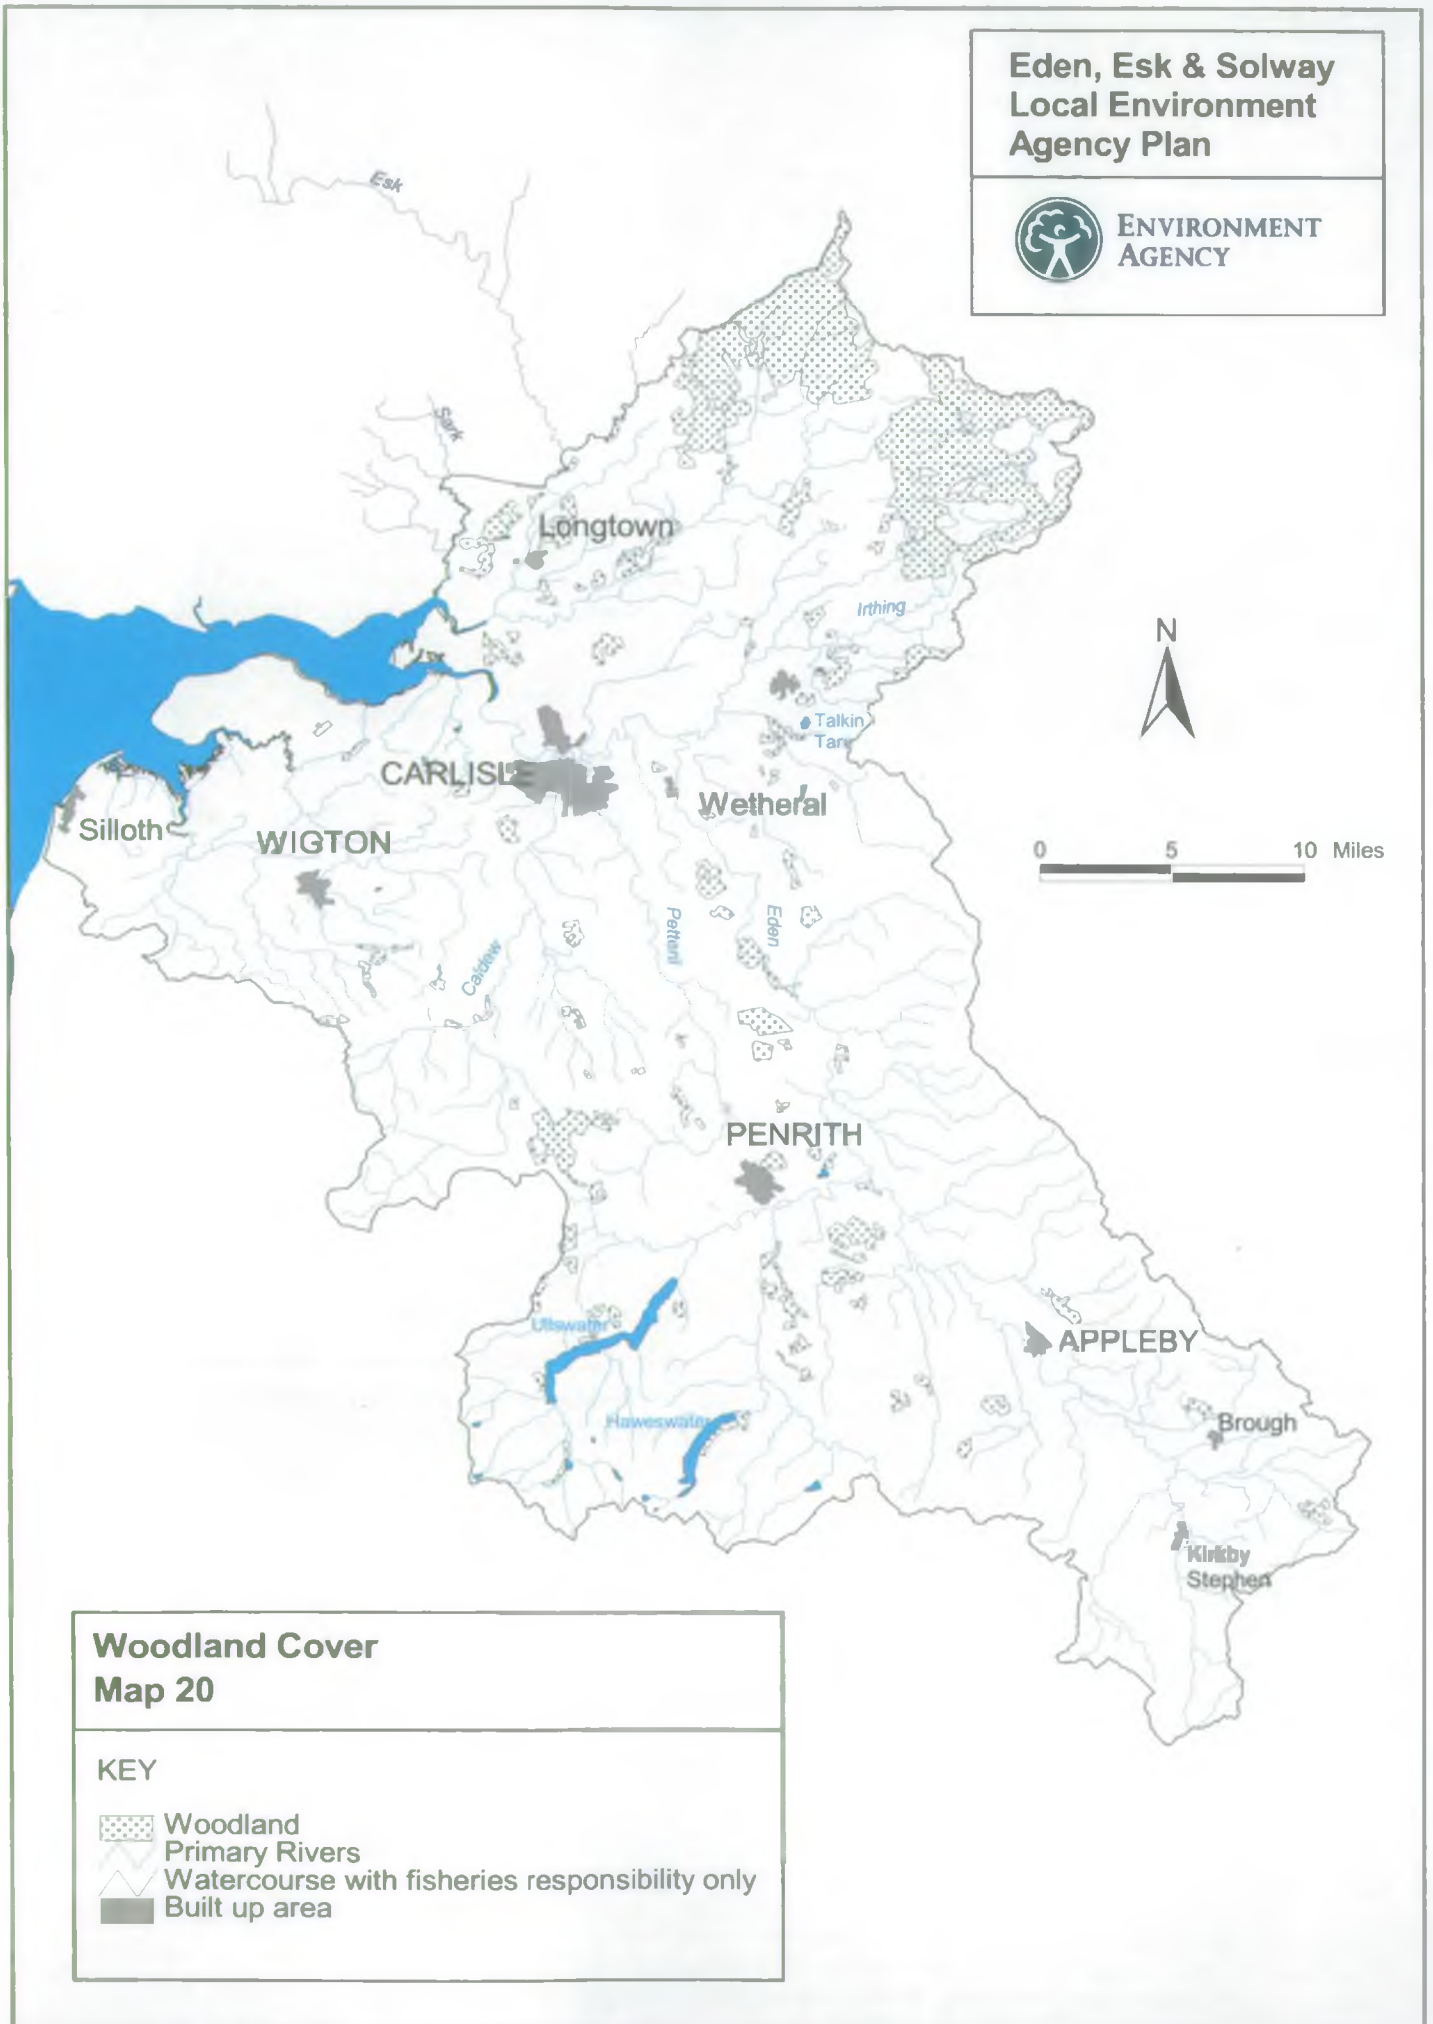 Eden, Esk & Solway
Local Environment
Agency Plan
ENVIRONMENT
AGENCY
Esk
Sark
Longtown
Irthing
N
Talkin
Tarn
CARLISLE
Wetheral
Silloth
WIGTON
0 5 10 Miles
Petteril
Eden
Caldew
PENRITH
Ullswater
APPLEBY
Haweswater
Brough
Kirkby
Stephen
Woodland Cover
Map 20
KEY
Woodland
Primary Rivers
Watercourse with fisheries responsibility only
Built up area